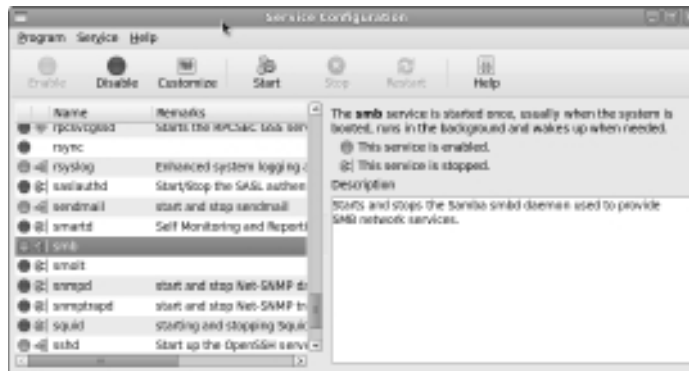 Service Configuration
Program Service Help
Enable Disable Customize Start Stop Restart Help
Name Remarks
rpcsvcgssd Starts the RPCSEC GSS serv
rsync
rsyslog Enhanced system logging a
saslauthd Start/Stop the SASL authen
sendmail start and stop sendmail
smartd Self Monitoring and Reporti
smb
smolt
snmpd start and stop Net-SNMP da
snmptrapd start and stop Net-SNMP tr
squid starting and stopping Squid
sshd Start up the OpenSSH serve
The smb service is started once, usually when the system is
booted, runs in the background and wakes up when needed.
This service is enabled.
This service is stopped.
Description
Starts and stops the Samba smbd daemon used to provide
SMB network services.